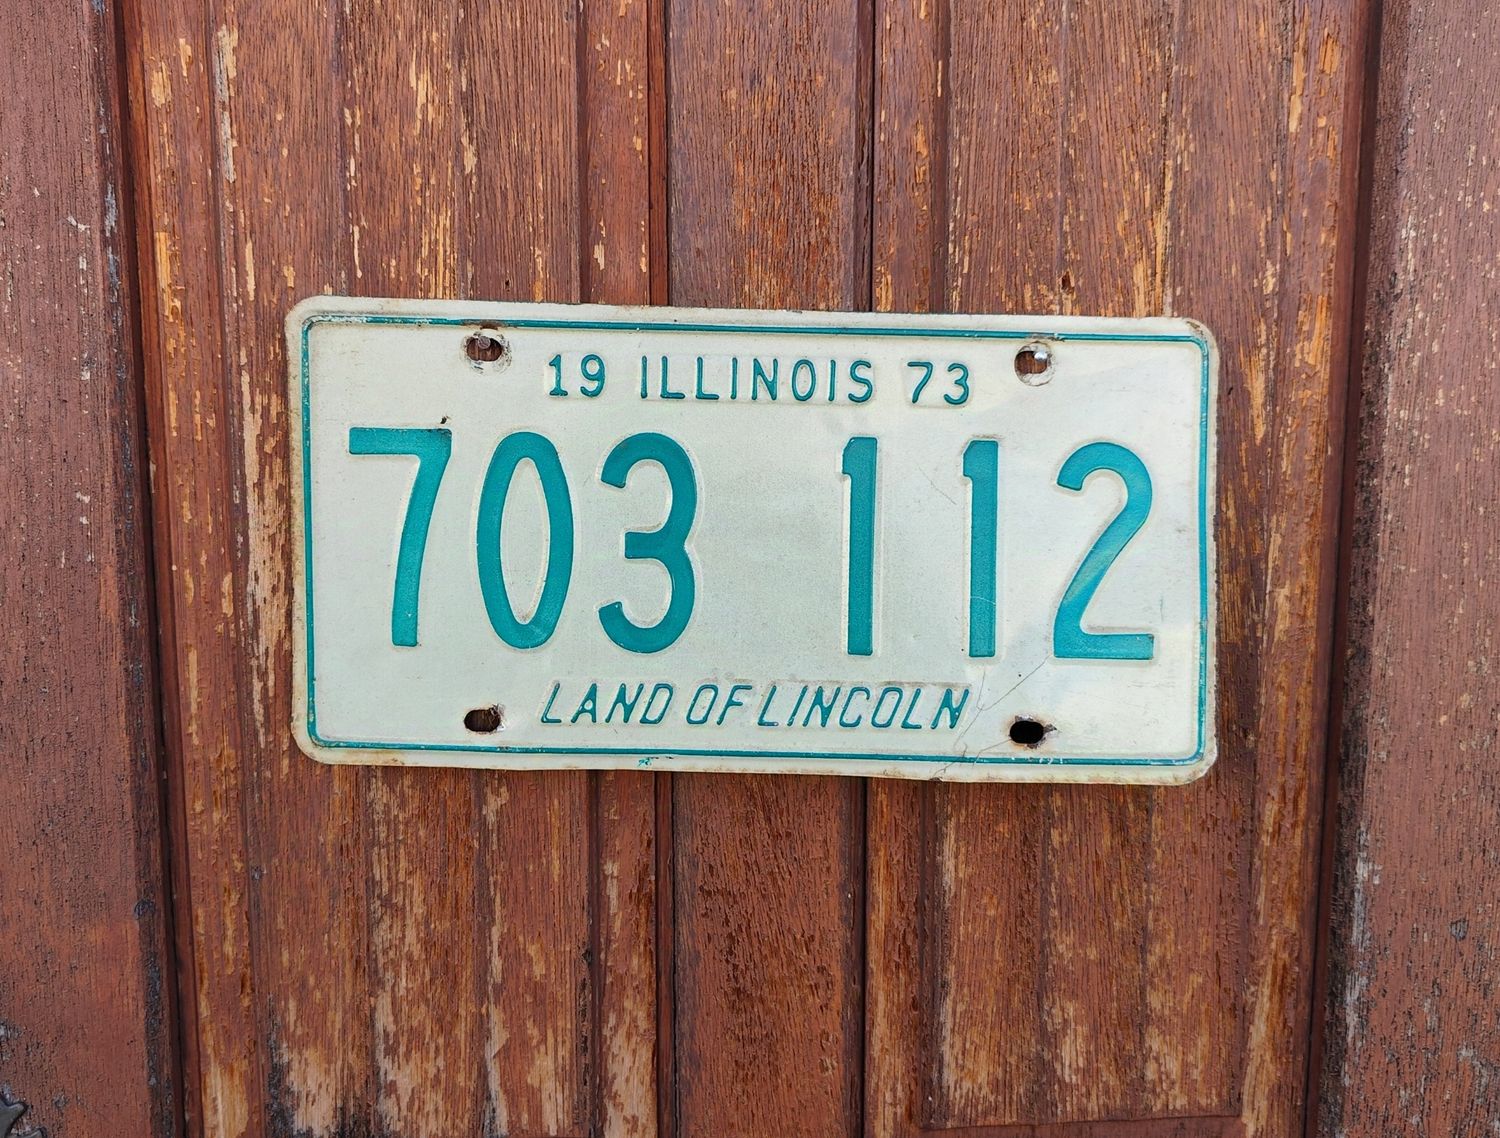 19 ILLINOIS 73
703 112
LAND OF LINCOLN